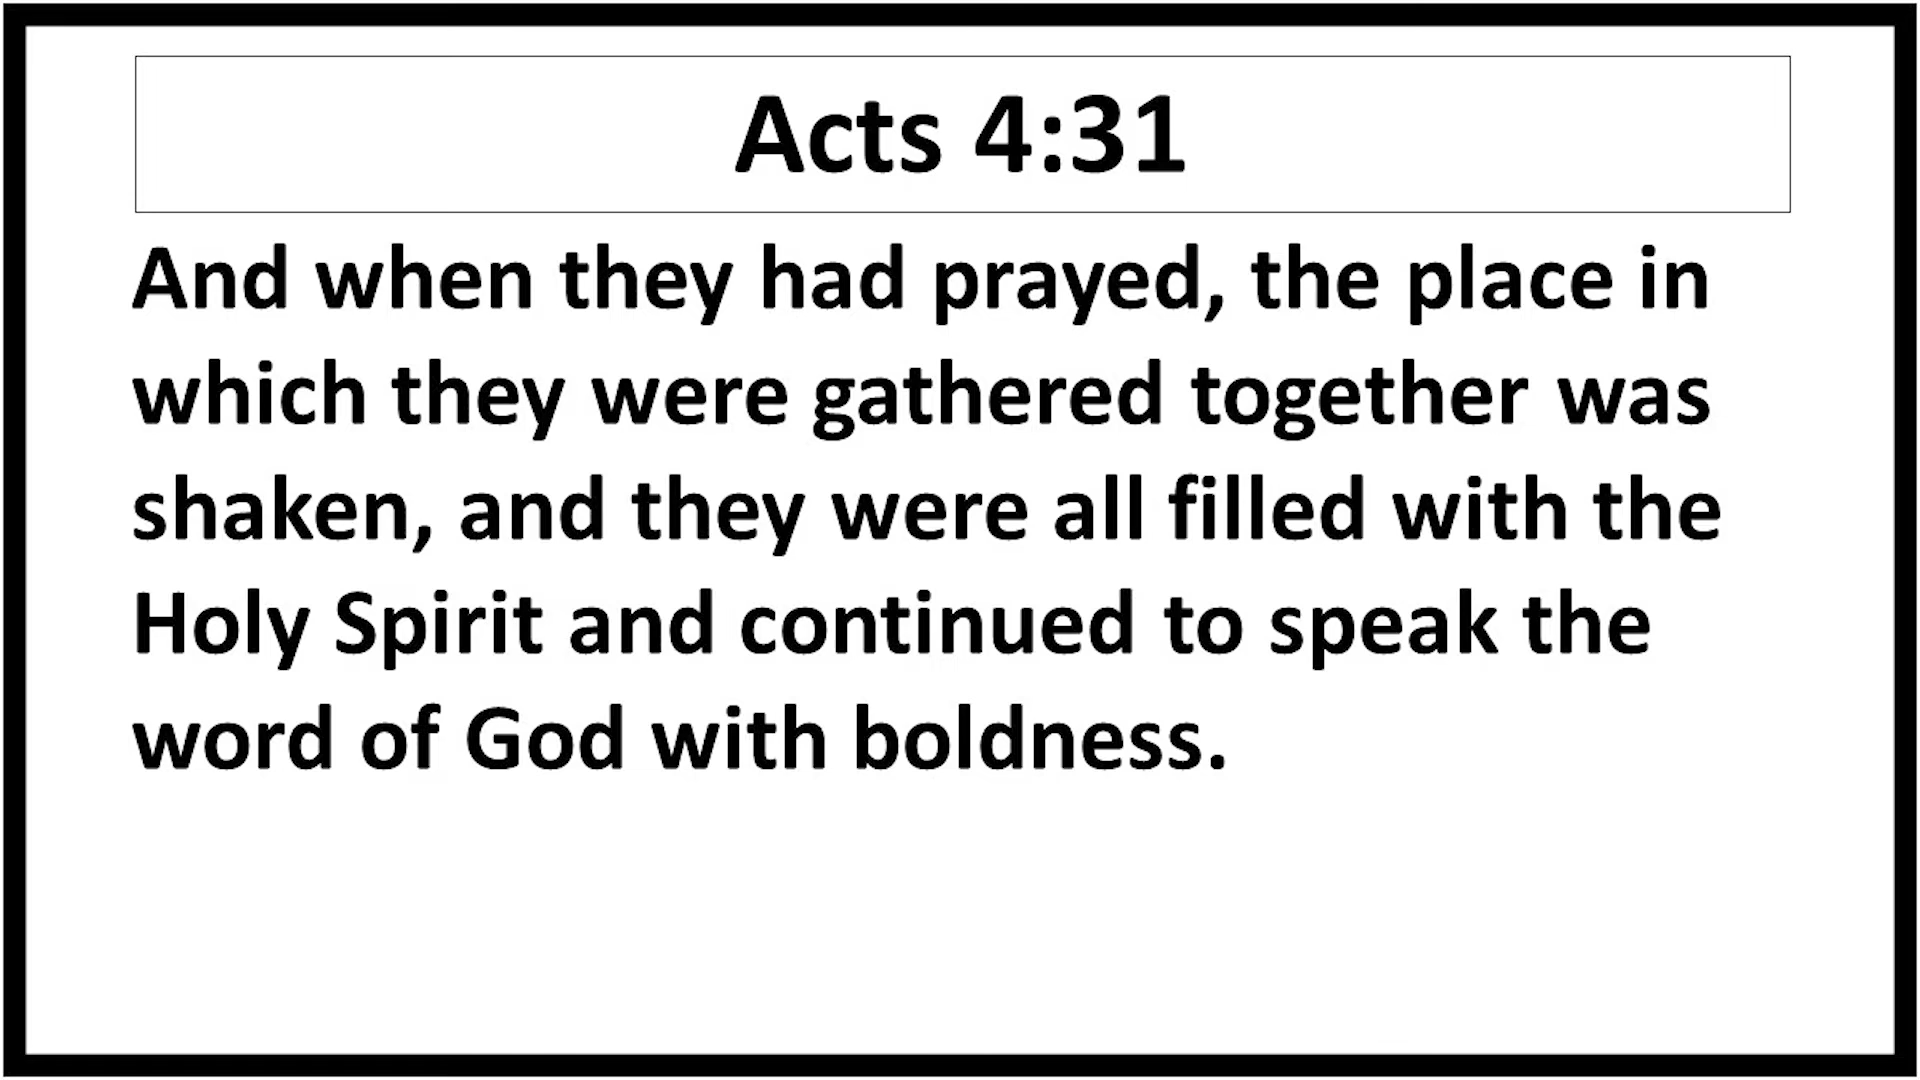 Acts 4:31
And when they had prayed, the place in
which they were gathered together was
shaken, and they were all filled with the
Holy Spirit and continued to speak the
word of God with boldness.